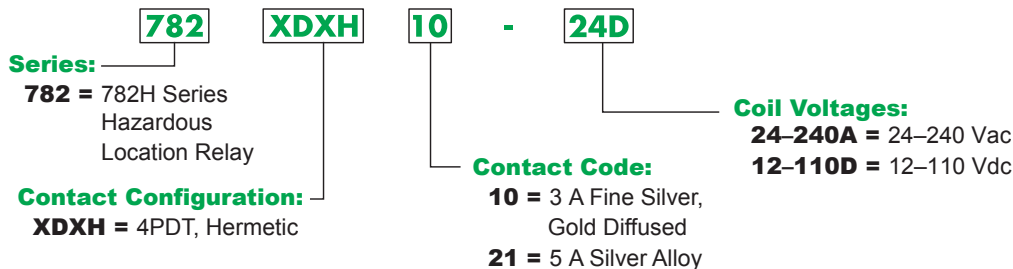 782 XDXH 10 - 24D
Series:
782 = 782H Series
Hazardous
Location Relay
Contact Configuration:
XDXH = 4PDT, Hermetic
Contact Code:
10 = 3 A Fine Silver,
Gold Diffused
21 = 5 A Silver Alloy
Coil Voltages:
24–240A = 24–240 Vac
12–110D = 12–110 Vdc